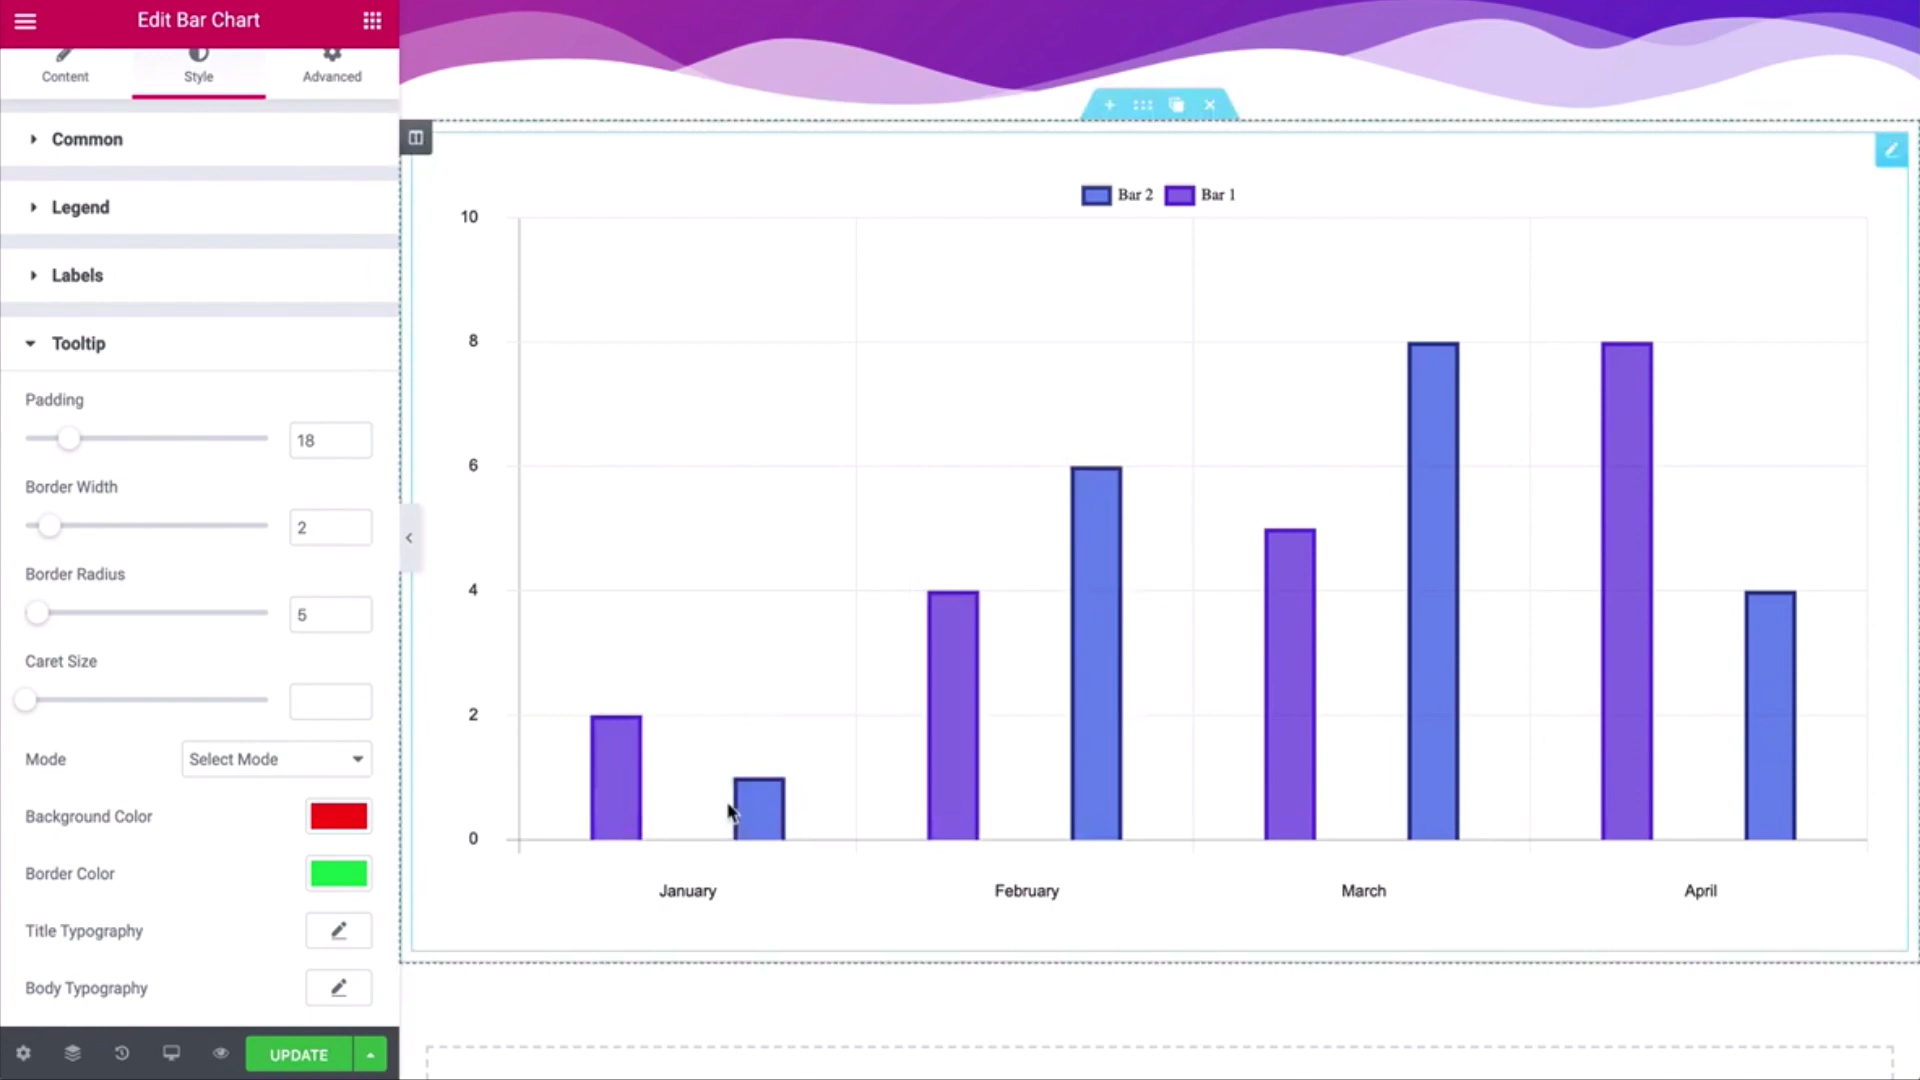 Edit Bar Chart
Content
Style
Advanced
Common
Legend
Labels
Tooltip
Padding
18
Border Width
2
Border Radius
5
Caret Size
Mode
Select Mode
Background Color
Border Color
Title Typography
Body Typography
UPDATE
Bar 2
Bar 1
10
8
6
4
2
0
January
February
March
April